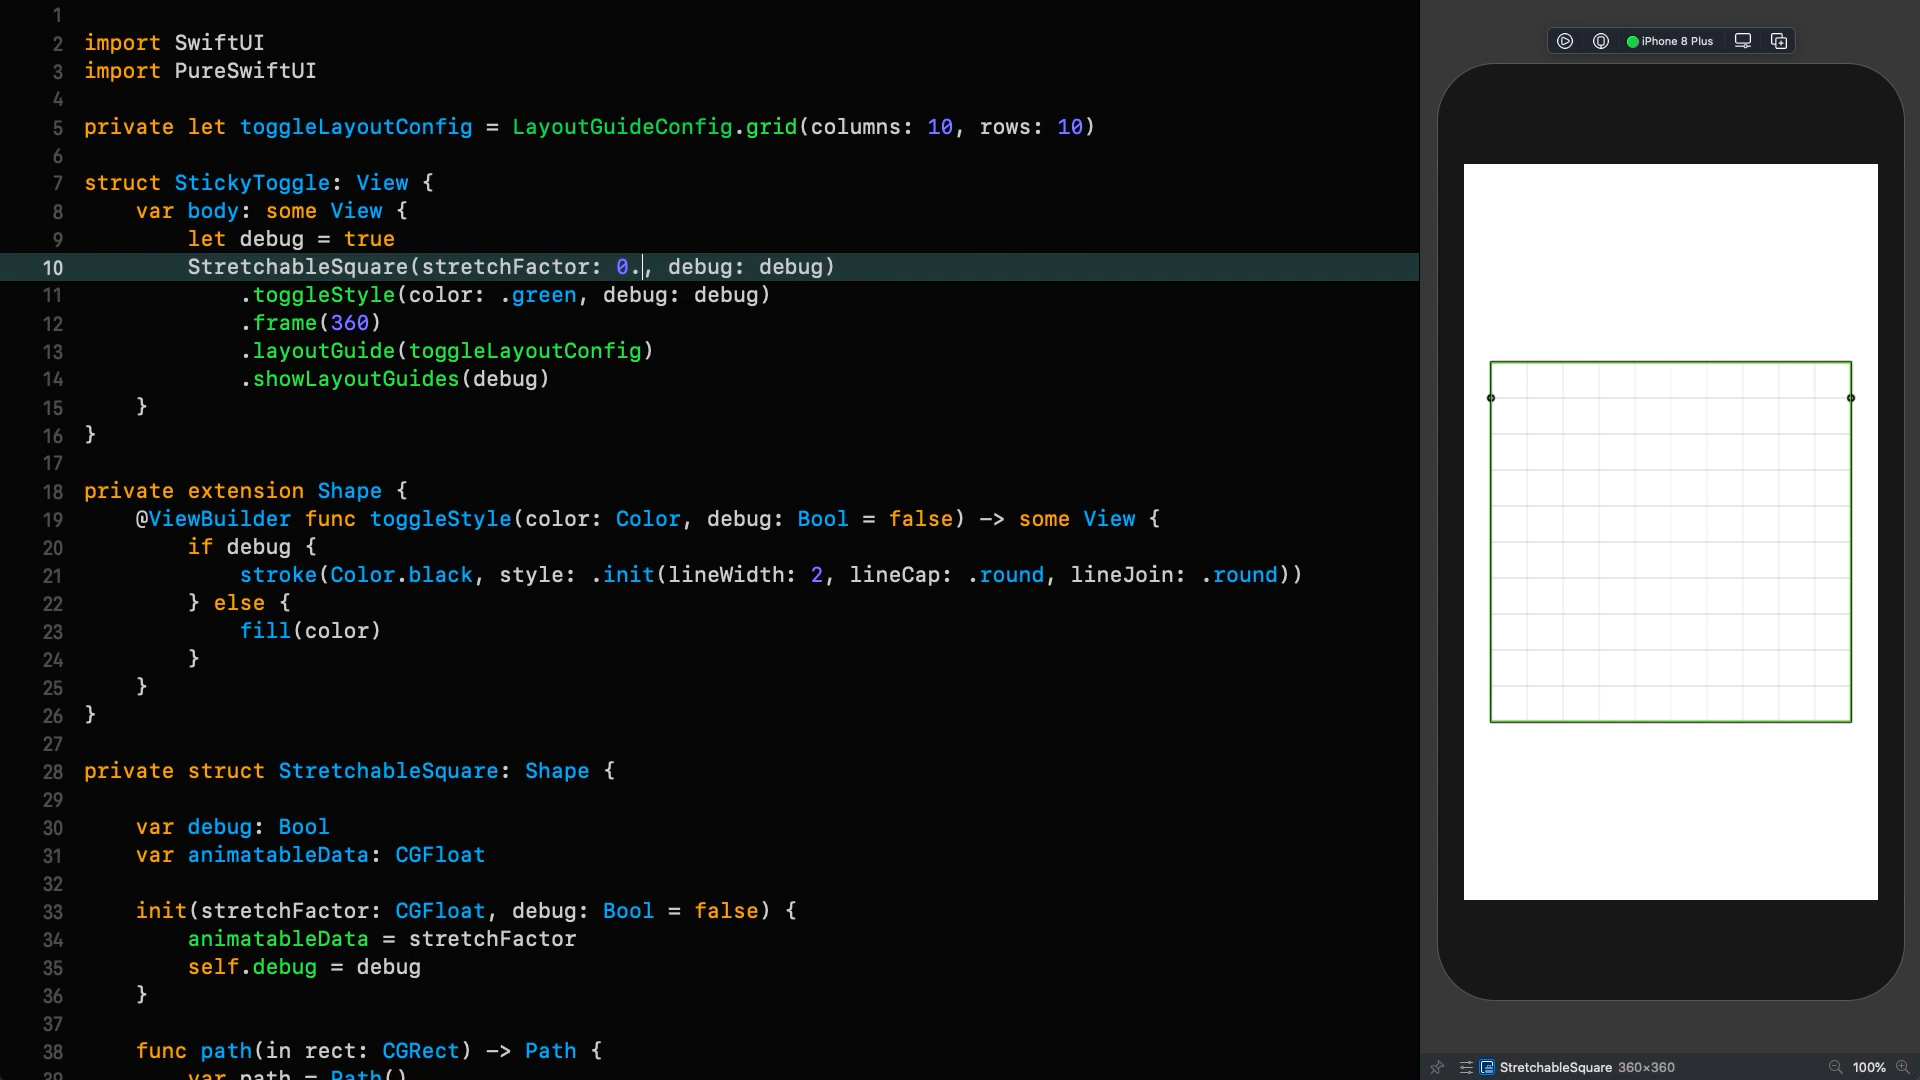 1
2 import SwiftUI
3 import PureSwiftUI
4
5 private let toggleLayoutConfig = LayoutGuideConfig.grid(columns: 10, rows: 10)
6
7 struct StickyToggle: View {
8 var body: some View {
9 let debug = true
10 StretchableSquare(stretchFactor: 0., debug: debug)
11 .toggleStyle(color: .green, debug: debug)
12 .frame(360)
13 .layoutGuide(toggleLayoutConfig)
14 .showLayoutGuides(debug)
15 }
16 }
17
18 private extension Shape {
19 @ViewBuilder func toggleStyle(color: Color, debug: Bool = false) -> some View {
20 if debug {
21 stroke(Color.black, style: .init(lineWidth: 2, lineCap: .round, lineJoin: .round))
22 } else {
23 fill(color)
24 }
25 }
26 }
27
28 private struct StretchableSquare: Shape {
29
30 var debug: Bool
31 var animatableData: CGFloat
32
33 init(stretchFactor: CGFloat, debug: Bool = false) {
34 animatableData = stretchFactor
35 self.debug = debug
36 }
37
38 func path(in rect: CGRect) -> Path {
39 var path = Path()
iPhone 8 Plus
StretchableSquare 360×360
100%